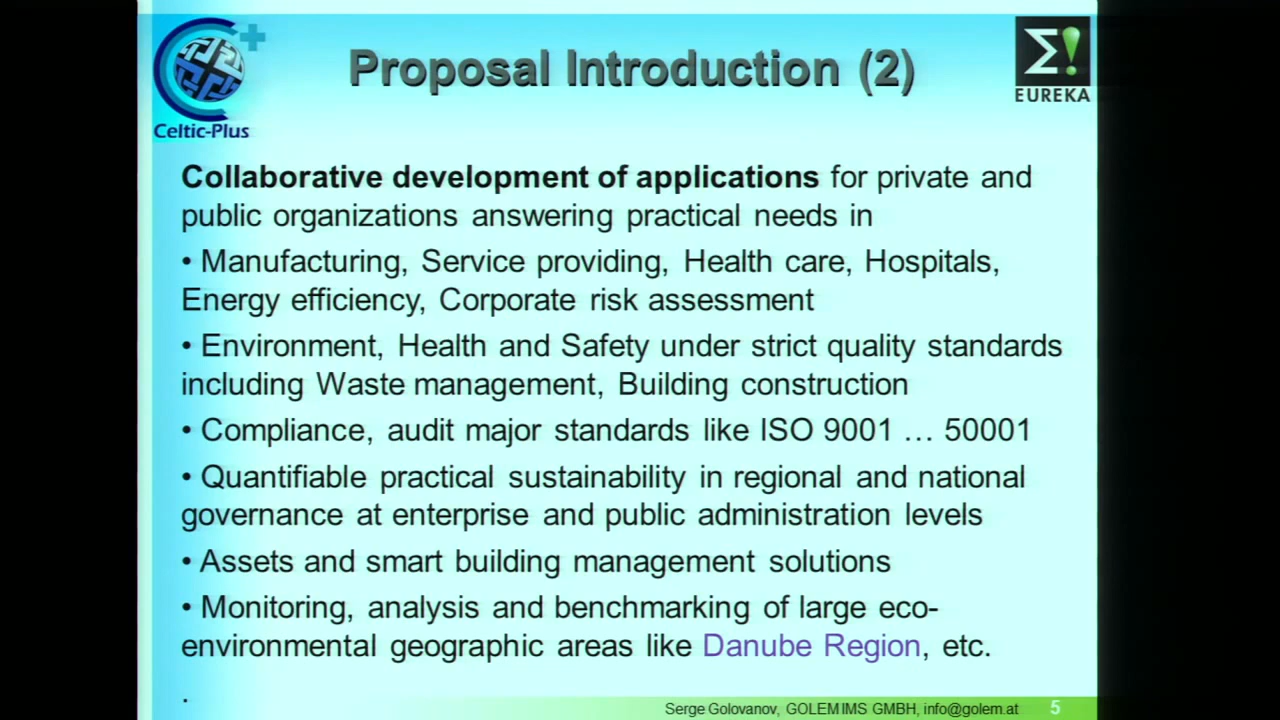 Proposal Introduction (2)
Celtic-Plus
EUREKA
Collaborative development of applications for private and
public organizations answering practical needs in
• Manufacturing, Service providing, Health care, Hospitals,
Energy efficiency, Corporate risk assessment
• Environment, Health and Safety under strict quality standards
including Waste management, Building construction
• Compliance, audit major standards like ISO 9001 … 50001
• Quantifiable practical sustainability in regional and national
governance at enterprise and public administration levels
• Assets and smart building management solutions
• Monitoring, analysis and benchmarking of large eco-
environmental geographic areas like Danube Region, etc.
.
Serge Golovanov, GOLEM IMS GMBH, info@golem.at 5